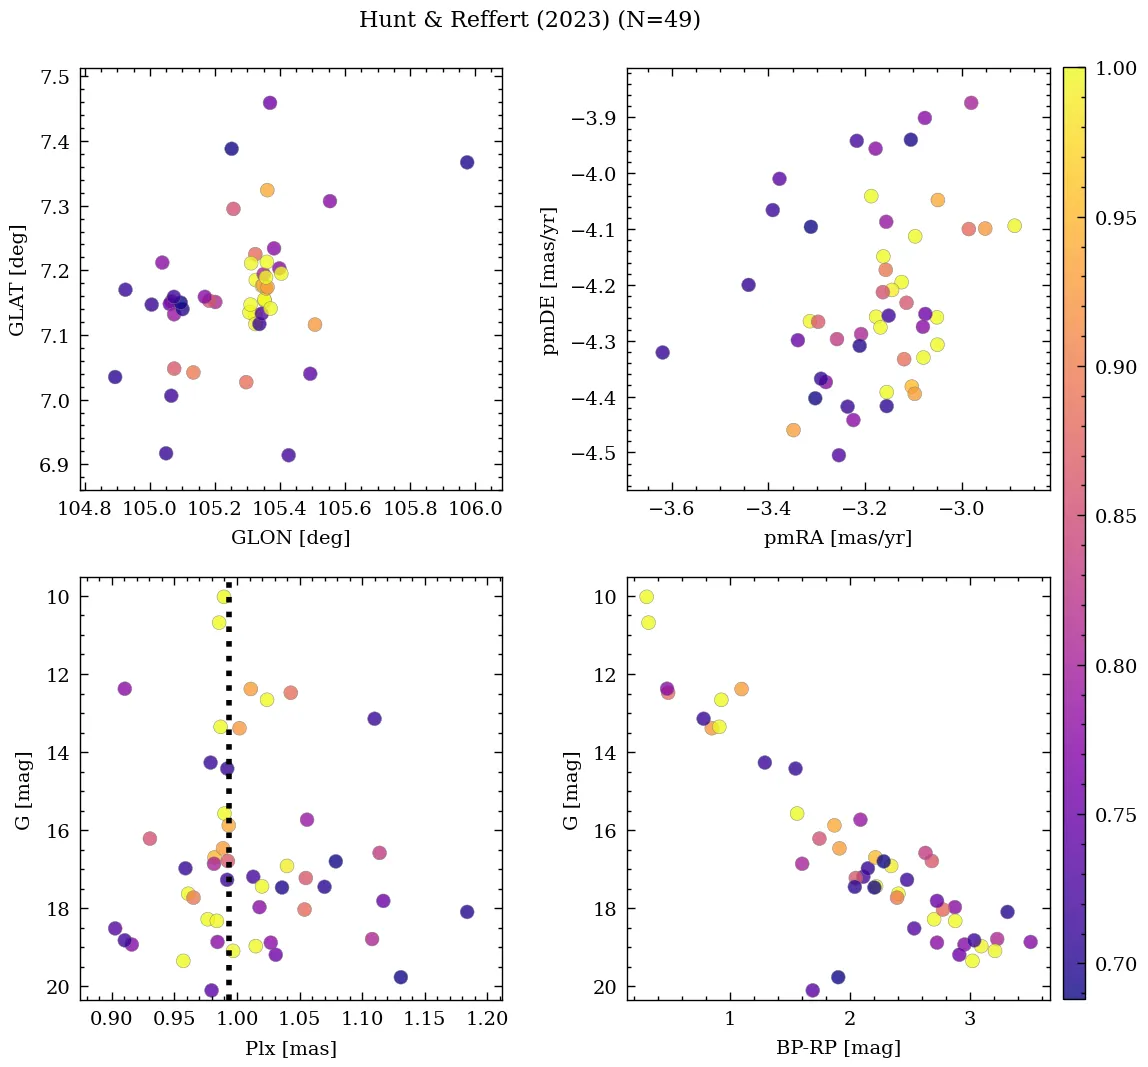 Hunt & Reffert (2023) (N=49)
7.5
7.4
7.3
7.2
7.1
7.0
6.9
GLAT [deg]
104.8 105.0 105.2 105.4 105.6 105.8 106.0
GLON [deg]
−3.9
−4.0
−4.1
−4.2
−4.3
−4.4
−4.5
pmDE [mas/yr]
−3.6 −3.4 −3.2 −3.0
pmRA [mas/yr]
10
12
14
16
18
20
G [mag]
0.90 0.95 1.00 1.05 1.10 1.15 1.20
Plx [mas]
10
12
14
16
18
20
G [mag]
1 2 3
BP-RP [mag]
1.00
0.95
0.90
0.85
0.80
0.75
0.70